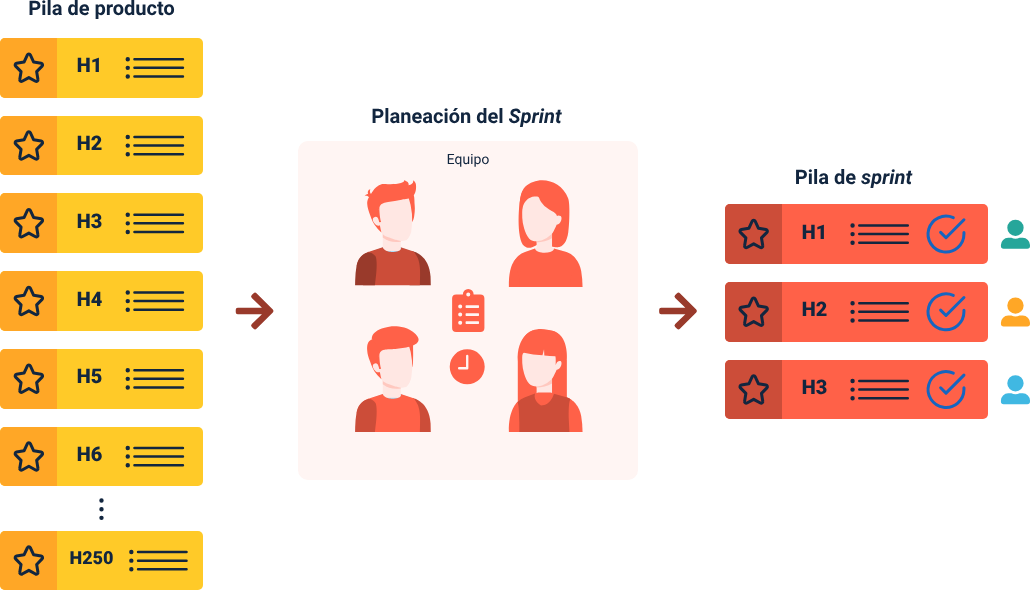 Pila de producto
H1
H2
H3
H4
H5
H6
H250
Planeación del Sprint
Equipo
Pila de sprint
H1
H2
H3